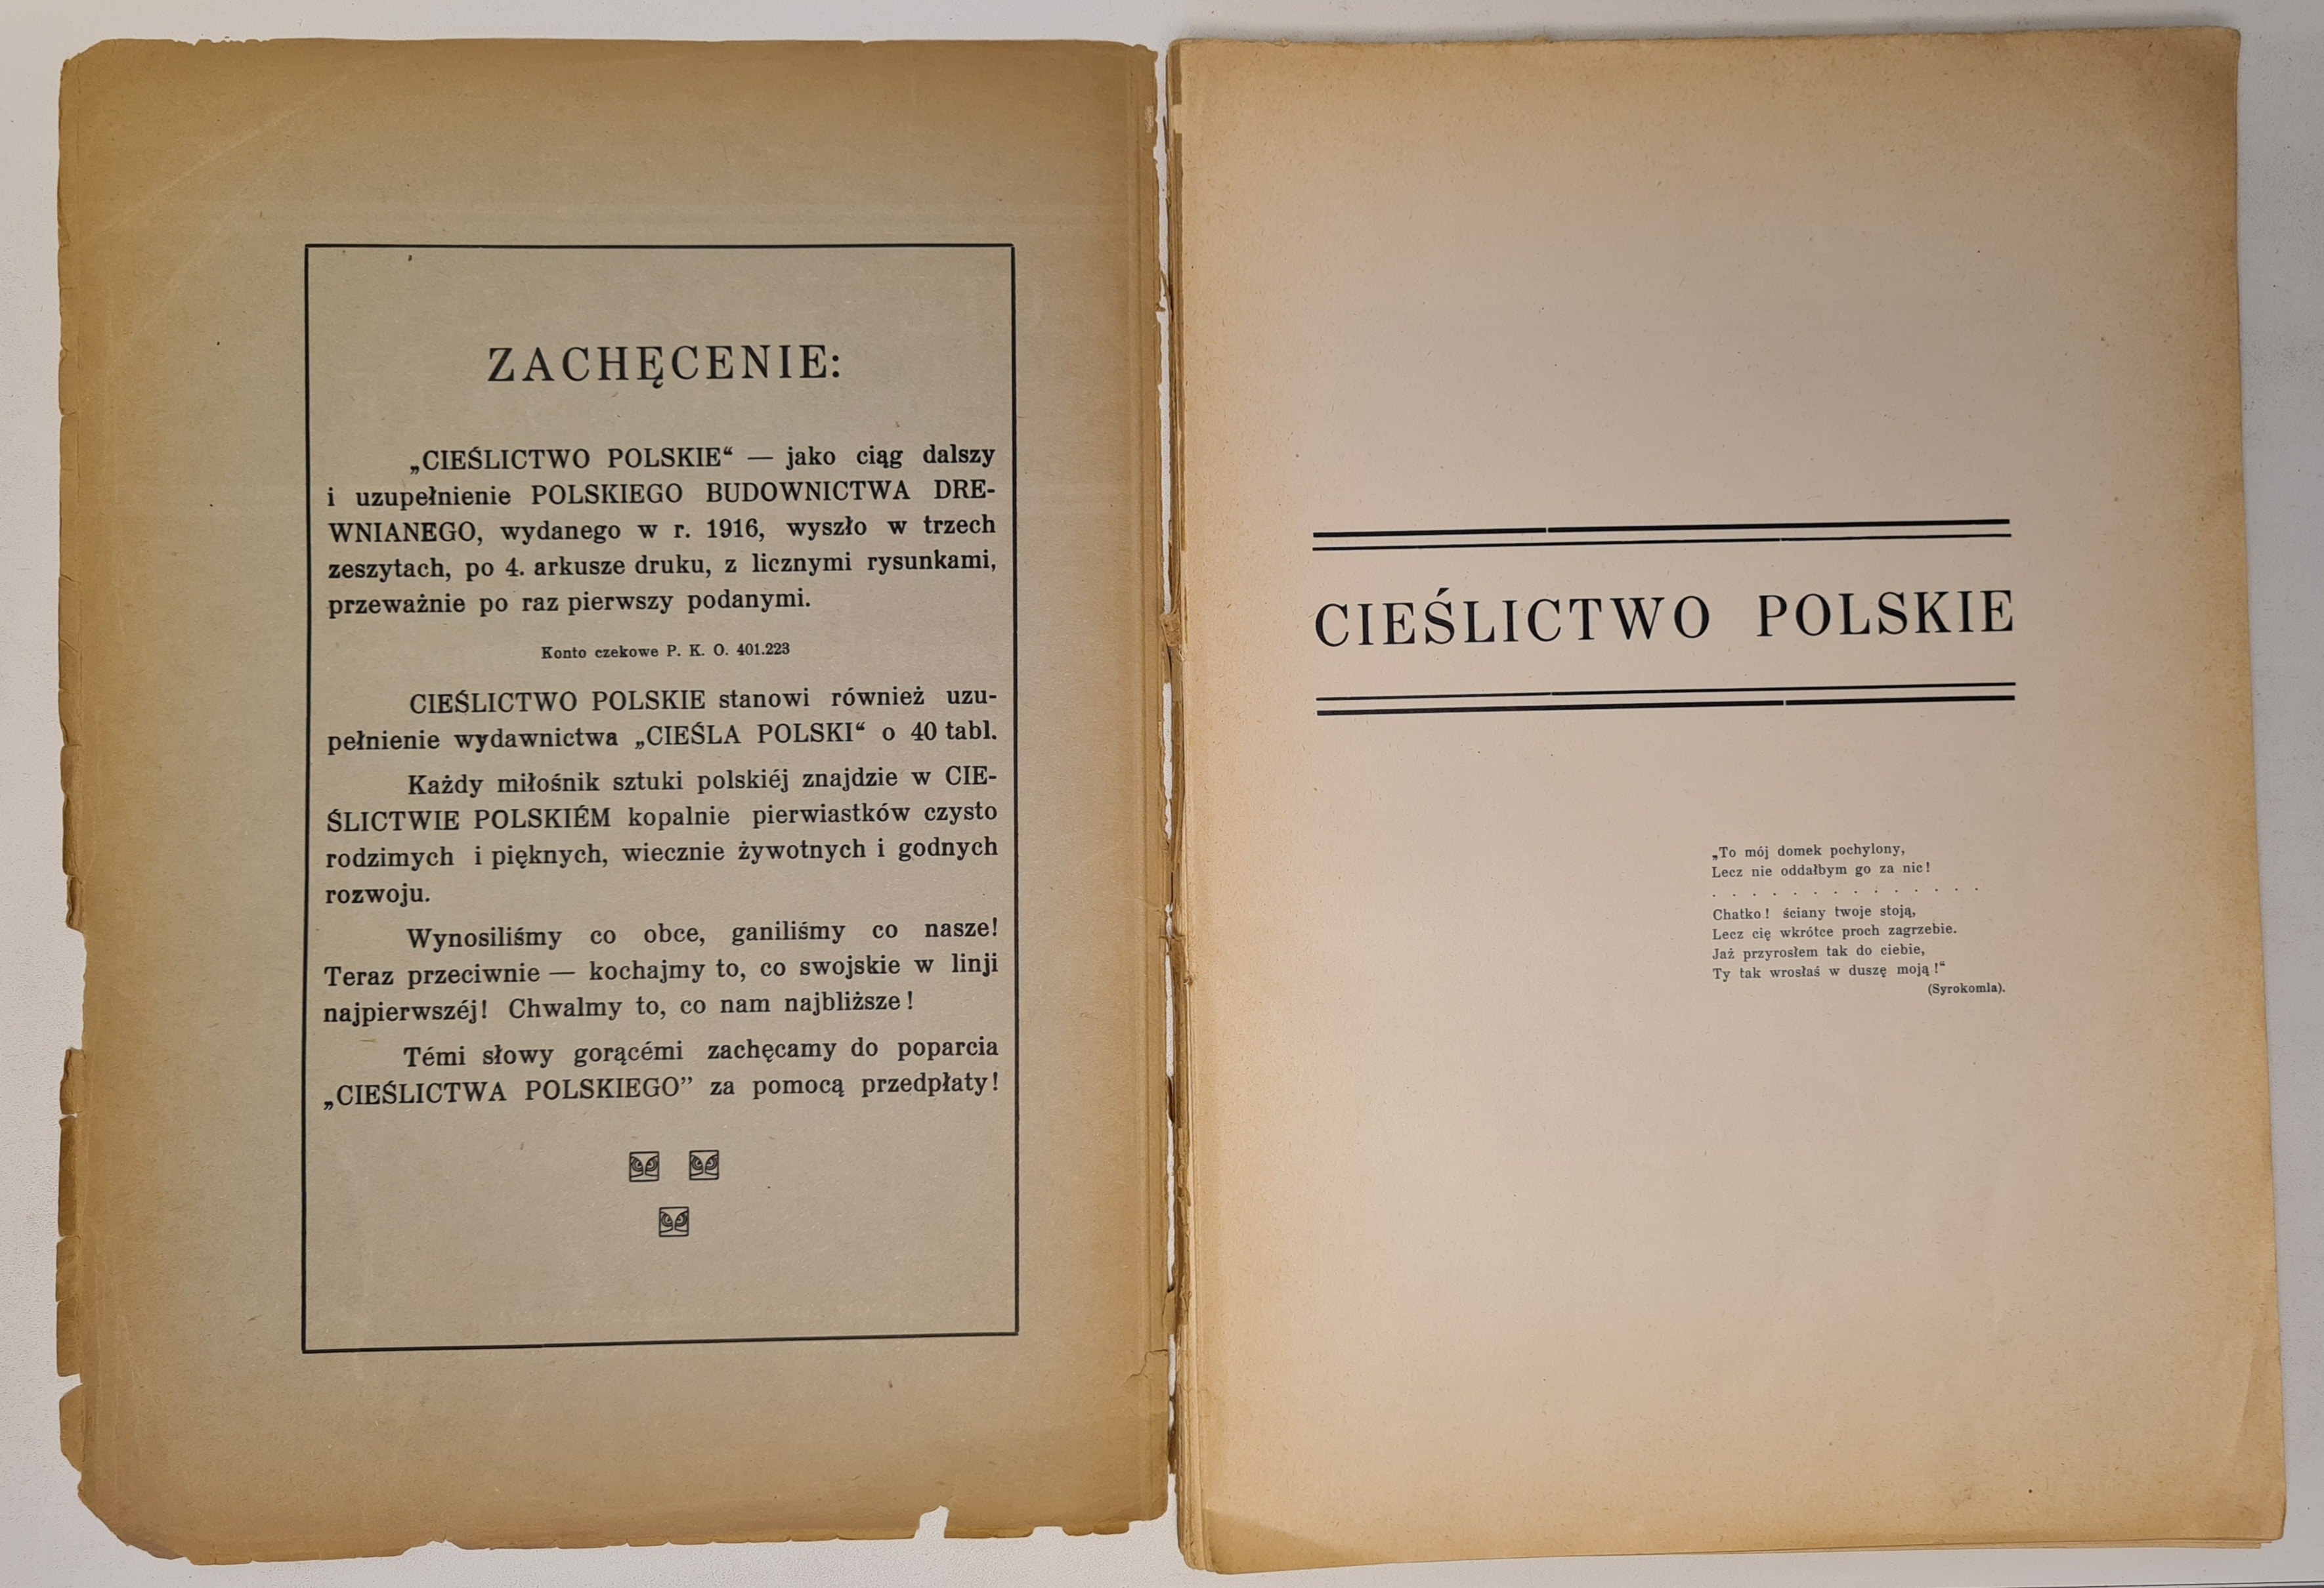 ZACHĘCENIE:
„CIEŚLICTWO POLSKIE“ — jako ciąg dalszy
i uzupełnienie POLSKIEGO BUDOWNICTWA DRE-
WNIANEGO, wydanego w r. 1916, wyszło w trzech
zeszytach, po 4. arkusze druku, z licznymi rysunkami,
przeważnie po raz pierwszy podanymi.
Konto czekowe P. K. O. 401.223
CIEŚLICTWO POLSKIE stanowi również uzu-
pełnienie wydawnictwa „CIEŚLA POLSKI“ o 40 tabl.
Każdy miłośnik sztuki polskiéj znajdzie w CIE-
ŚLICTWIE POLSKIÉM kopalnie pierwiastków czysto
rodzimych i pięknych, wiecznie żywotnych i godnych
rozwoju.
Wynosiliśmy co obce, ganiliśmy co nasze!
Teraz przeciwnie — kochajmy to, co swojskie w linji
najpierwszéj! Chwalmy to, co nam najbliższe!
Témi słowy gorącémi zachęcamy do poparcia
„CIEŚLICTWA POLSKIEGO” za pomocą przedpłaty!
CIEŚLICTWO POLSKIE
„To mój domek pochylony,
Lecz nie oddałbym go za nic!
. . . . . . . . . . . . . .
Chatko! ściany twoje stoją,
Lecz cię wkrótce proch zagrzebie.
Jaż przyrosłem tak do ciebie,
Ty tak wrosłaś w duszę moją!“
(Syrokomla).